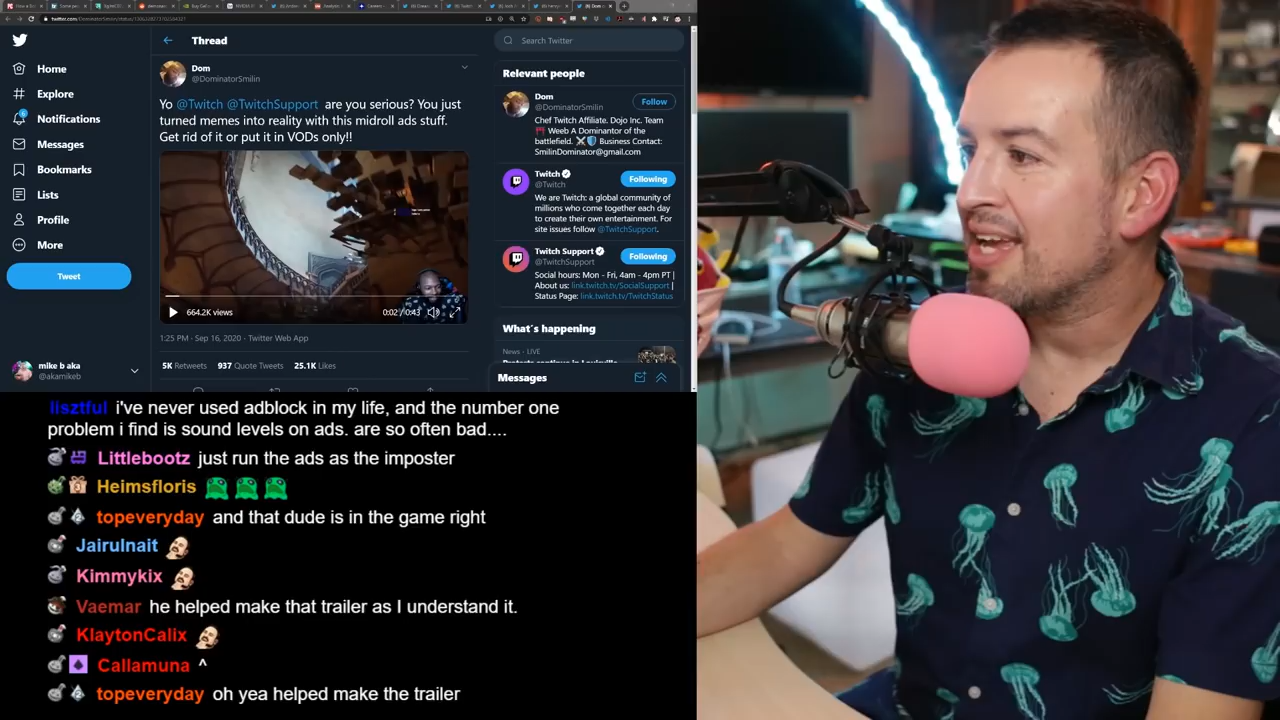 Thread
Search Twitter
Home
Explore
Notifications
Messages
Bookmarks
Lists
Profile
More
Tweet
mike b aka
@akamikeb
Dom
@DominatorSmilin
Yo @Twitch @TwitchSupport are you serious? You just
turned memes into reality with this midroll ads stuff.
Get rid of it or put it in VODs only!!
664.2K views
0:02 / 0:43
1:25 PM · Sep 16, 2020 · Twitter Web App
5K Retweets 937 Quote Tweets 25.1K Likes
Relevant people
Dom
@DominatorSmilin
Follow
Chef Twitch Affiliate. Dojo Inc. Team
Weeb A Dominantor of the
battlefield. Business Contact:
SmilinDominator@gmail.com
Twitch
@Twitch
Following
We are Twitch: a global community of
millions who come together each day
to create their own entertainment. For
site issues follow @TwitchSupport.
Twitch Support
@TwitchSupport
Following
Social hours: Mon - Fri, 4am - 4pm PT |
About us: link.twitch.tv/SocialSupport |
Status Page: link.twitch.tv/TwitchStatus
What's happening
News · LIVE
Protests continue in Louisville
Messages
lisztful i've never used adblock in my life, and the number one
problem i find is sound levels on ads. are so often bad....
Littlebootz just run the ads as the imposter
Heimsfloris
topeveryday and that dude is in the game right
Jairulnait
Kimmykix
Vaemar he helped make that trailer as I understand it.
KlaytonCalix
Callamuna ^
topeveryday oh yea helped make the trailer